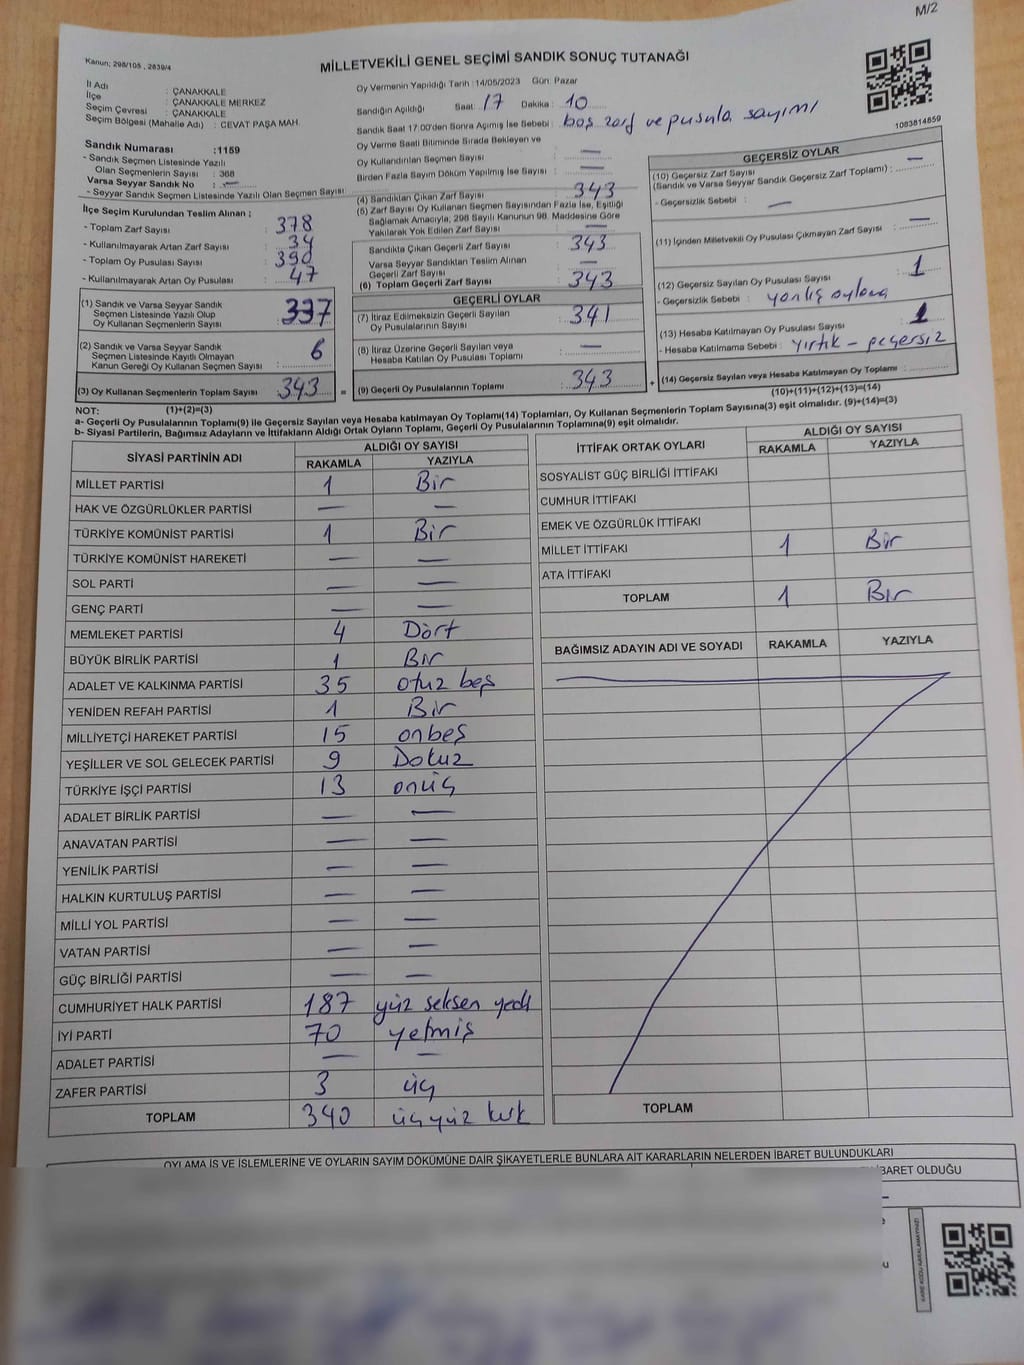 M/2
Kanun; 298/105 , 2839/4
MİLLETVEKİLİ GENEL SEÇİMİ SANDIK SONUÇ TUTANAĞI
İl Adı : ÇANAKKALE
İlçe : ÇANAKKALE MERKEZ
Seçim Çevresi : ÇANAKKALE
Seçim Bölgesi (Mahalle Adı) : CEVAT PAŞA MAH.
Sandık Numarası :1159
- Sandık Seçmen Listesinde Yazılı
Olan Seçmenlerin Sayısı : 368
Varsa Seyyar Sandık No : —
- Seyyar Sandık Seçmen Listesinde Yazılı Olan Seçmen Sayısı
İlçe Seçim Kurulundan Teslim Alınan ;
- Toplam Zarf Sayısı : 378
- Kullanılmayarak Artan Zarf Sayısı : 34
- Toplam Oy Pusulası Sayısı : 390
- Kullanılmayarak Artan Oy Pusulası : 47
(1) Sandık ve Varsa Seyyar Sandık
Seçmen Listesinde Yazılı Olup
Oy Kullanan Seçmenlerin Sayısı : 337
(2) Sandık ve Varsa Seyyar Sandık
Seçmen Listesinde Kayıtlı Olmayan
Kanun Gereği Oy Kullanan Seçmen Sayısı : 6
(3) Oy Kullanan Seçmenlerin Toplam Sayısı : 343 =
(1)+(2)=(3)
Oy Vermenin Yapıldığı Tarih : 14/05/2023 Gün: Pazar
Sandığın Açıldığı Saat: 17 Dakika : 10
Sandık Saat 17:00'den Sonra Açımış İse Sebebi : boş zarf ve pusula sayımı
Oy Verme Saati Bitiminde Sırada Bekleyen ve
Oy Kullandırılan Seçmen Sayısı : —
Birden Fazla Sayım Döküm Yapılmış İse Sayısı : —
(4) Sandıktan Çıkan Zarf Sayısı : 343
(5) Zarf Sayısı Oy Kullanan Seçmen Sayısından Fazla İse, Eşitliği
Sağlamak Amacıyla, 298 Sayılı Kanunun 98. Maddesine Göre
Yakılarak Yok Edilen Zarf Sayısı : —
Sandıkta Çıkan Geçerli Zarf Sayısı : 343
Varsa Seyyar Sandıktan Teslim Alınan
Geçerli Zarf Sayısı : —
(6) Toplam Geçerli Zarf Sayısı : 343
GEÇERLİ OYLAR
(7) İtiraz Edilmeksizin Geçerli Sayılan
Oy Pusulalarının Sayısı : 341
(8) İtiraz Üzerine Geçerli Sayılan veya
Hesaba Katılan Oy Pusulası Toplamı : —
(9) Geçerli Oy Pusulalarının Toplamı : 343 +
1083814859
GEÇERSİZ OYLAR
(10) Geçersiz Zarf Sayısı
(Sandık ve Varsa Seyyar Sandık Geçersiz Zarf Toplamı) : —
- Geçersizlik Sebebi : —
(11) İçinden Milletvekili Oy Pusulası Çıkmayan Zarf Sayısı : —
(12) Geçersiz Sayılan Oy Pusulası Sayısı : 1
- Geçersizlik Sebebi : yanlış oylama
(13) Hesaba Katılmayan Oy Pusulası Sayısı : 1
- Hesaba Katılmama Sebebi : yırtık - geçersiz
(14) Geçersiz Sayılan veya Hesaba Katılmayan Oy Toplamı :
(10)+(11)+(12)+(13)=(14)
NOT:
a- Geçerli Oy Pusulalarının Toplamı(9) ile Geçersiz Sayılan veya Hesaba katılmayan Oy Toplamı(14) Toplamları, Oy Kullanan Seçmenlerin Toplam Sayısına(3) eşit olmalıdır. (9)+(14)=(3)
b- Siyasi Partilerin, Bağımsız Adayların ve İttifakların Aldığı Ortak Oyların Toplamı, Geçerli Oy Pusulalarının Toplamına(9) eşit olmalıdır.
SİYASİ PARTİNİN ADI ALDIĞI OY SAYISI
RAKAMLA YAZIYLA
MİLLET PARTİSİ 1 Bir
HAK VE ÖZGÜRLÜKLER PARTİSİ — —
TÜRKİYE KOMÜNİST PARTİSİ 1 Bir
TÜRKİYE KOMÜNİST HAREKETİ — —
SOL PARTİ — —
GENÇ PARTİ — —
MEMLEKET PARTİSİ 4 Dört
BÜYÜK BİRLİK PARTİSİ 1 Bir
ADALET VE KALKINMA PARTİSİ 35 otuz beş
YENİDEN REFAH PARTİSİ 1 Bir
MİLLİYETÇİ HAREKET PARTİSİ 15 onbeş
YEŞİLLER VE SOL GELECEK PARTİSİ 9 Dokuz
TÜRKİYE İŞÇİ PARTİSİ 13 onüç
ADALET BİRLİK PARTİSİ — —
ANAVATAN PARTİSİ — —
YENİLİK PARTİSİ — —
HALKIN KURTULUŞ PARTİSİ — —
MİLLİ YOL PARTİSİ — —
VATAN PARTİSİ — —
GÜÇ BİRLİĞİ PARTİSİ — —
CUMHURİYET HALK PARTİSİ 187 yüz seksen yedi
İYİ PARTİ 70 yetmiş
ADALET PARTİSİ — —
ZAFER PARTİSİ 3 üç
TOPLAM 340 üçyüz kırk
İTTİFAK ORTAK OYLARI ALDIĞI OY SAYISI
RAKAMLA YAZIYLA
SOSYALİST GÜÇ BİRLİĞİ İTTİFAKI
CUMHUR İTTİFAKI
EMEK VE ÖZGÜRLÜK İTTİFAKI
MİLLET İTTİFAKI 1 Bir
ATA İTTİFAKI
TOPLAM 1 Bir
BAĞIMSIZ ADAYIN ADI VE SOYADI RAKAMLA YAZIYLA
TOPLAM
OYLAMA İŞ VE İŞLEMLERİNE VE OYLARIN SAYIM DÖKÜMÜNE DAİR ŞİKAYETLERLE BUNLARA AİT KARARLARIN NELERDEN İBARET BULUNDUKLARI
İBARET OLDUĞU
KARE KODU KARALAMAYINIZ!